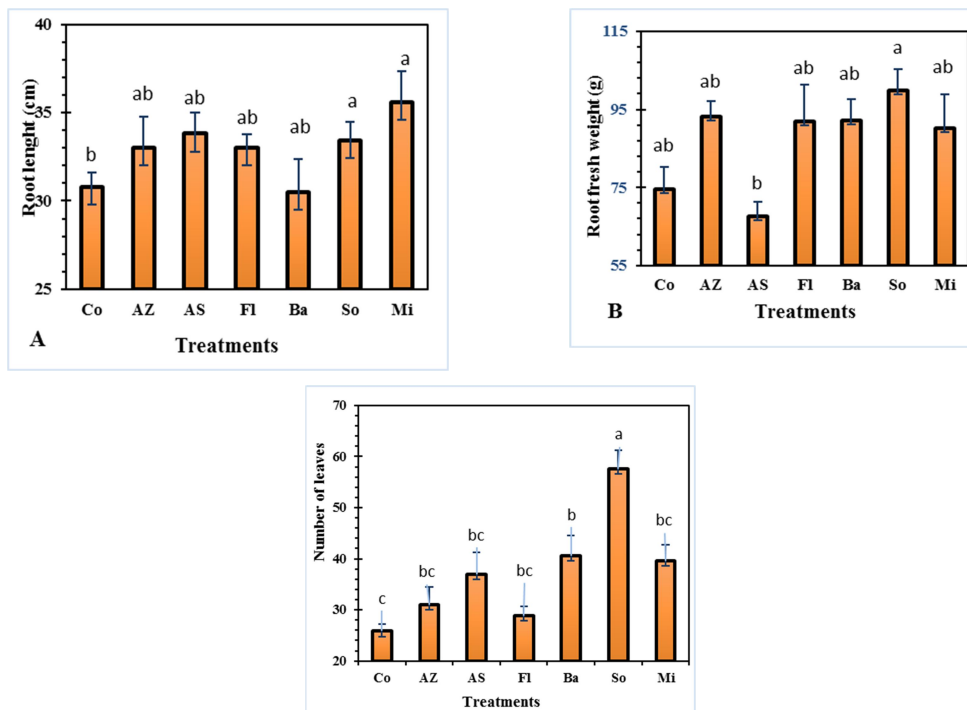 40
35
30
25
Root lenght (cm)
b
ab
ab
ab
ab
a
a
Co AZ AS Fl Ba So Mi
A
Treatments
115
95
75
55
Root fresh weight (g)
ab
ab
b
ab
ab
a
ab
Co AZ AS Fl Ba So Mi
B
Treatments
70
60
50
40
30
20
Number of leaves
c
bc
bc
bc
b
a
bc
Co AZ AS Fl Ba So Mi
Treatments